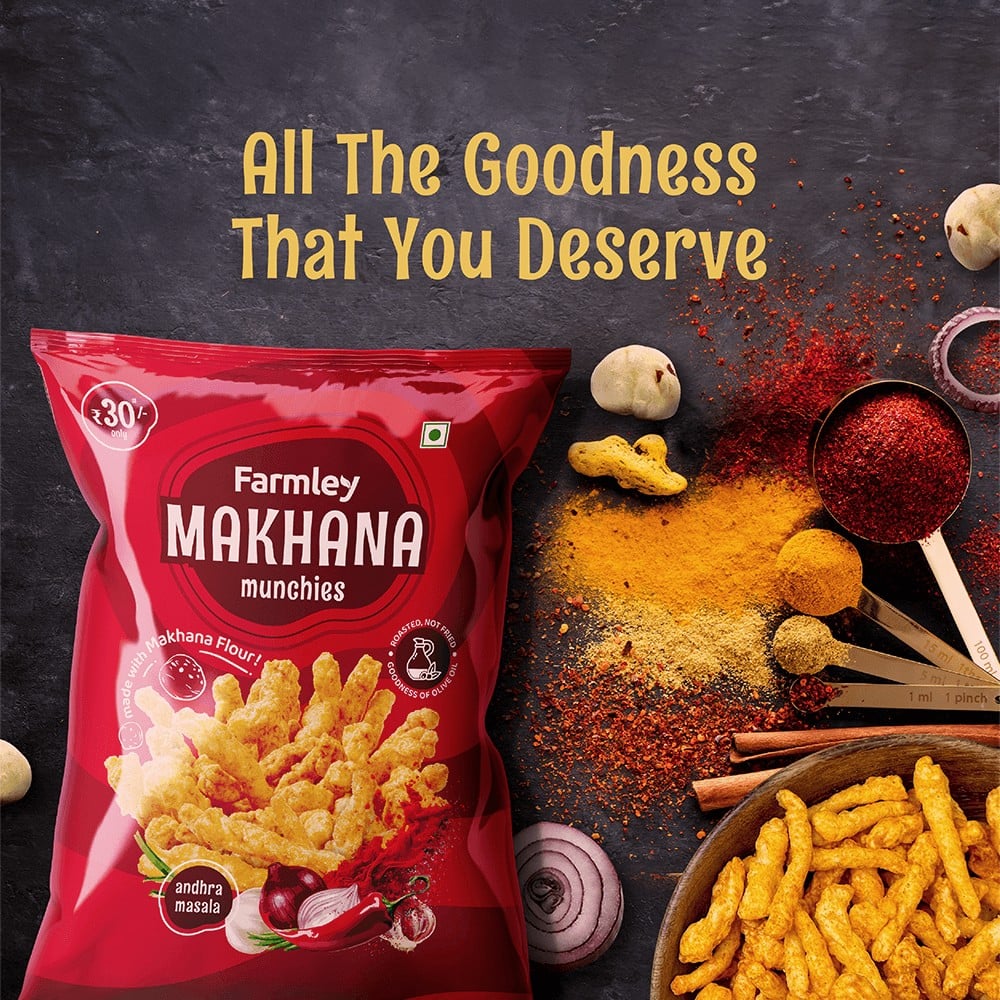 All The Goodness
That You Deserve
₹30/-
only
Farmley
MAKHANA
munchies
made with Makhana Flour!
ROASTED, NOT FRIED
GOODNESS OF OLIVE OIL
andhra
masala
100 m
15 ml
5 ml
1 ml 1 pinch